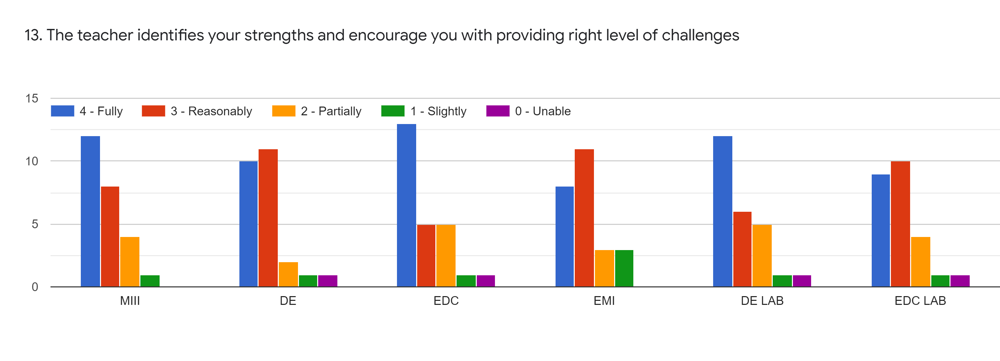 13. The teacher identifies your strengths and encourage you with providing right level of challenges
15
4 - Fully 3 - Reasonably 2 - Partially 1 - Slightly 0 - Unable
10
5
0
MIII DE EDC EMI DE LAB EDC LAB